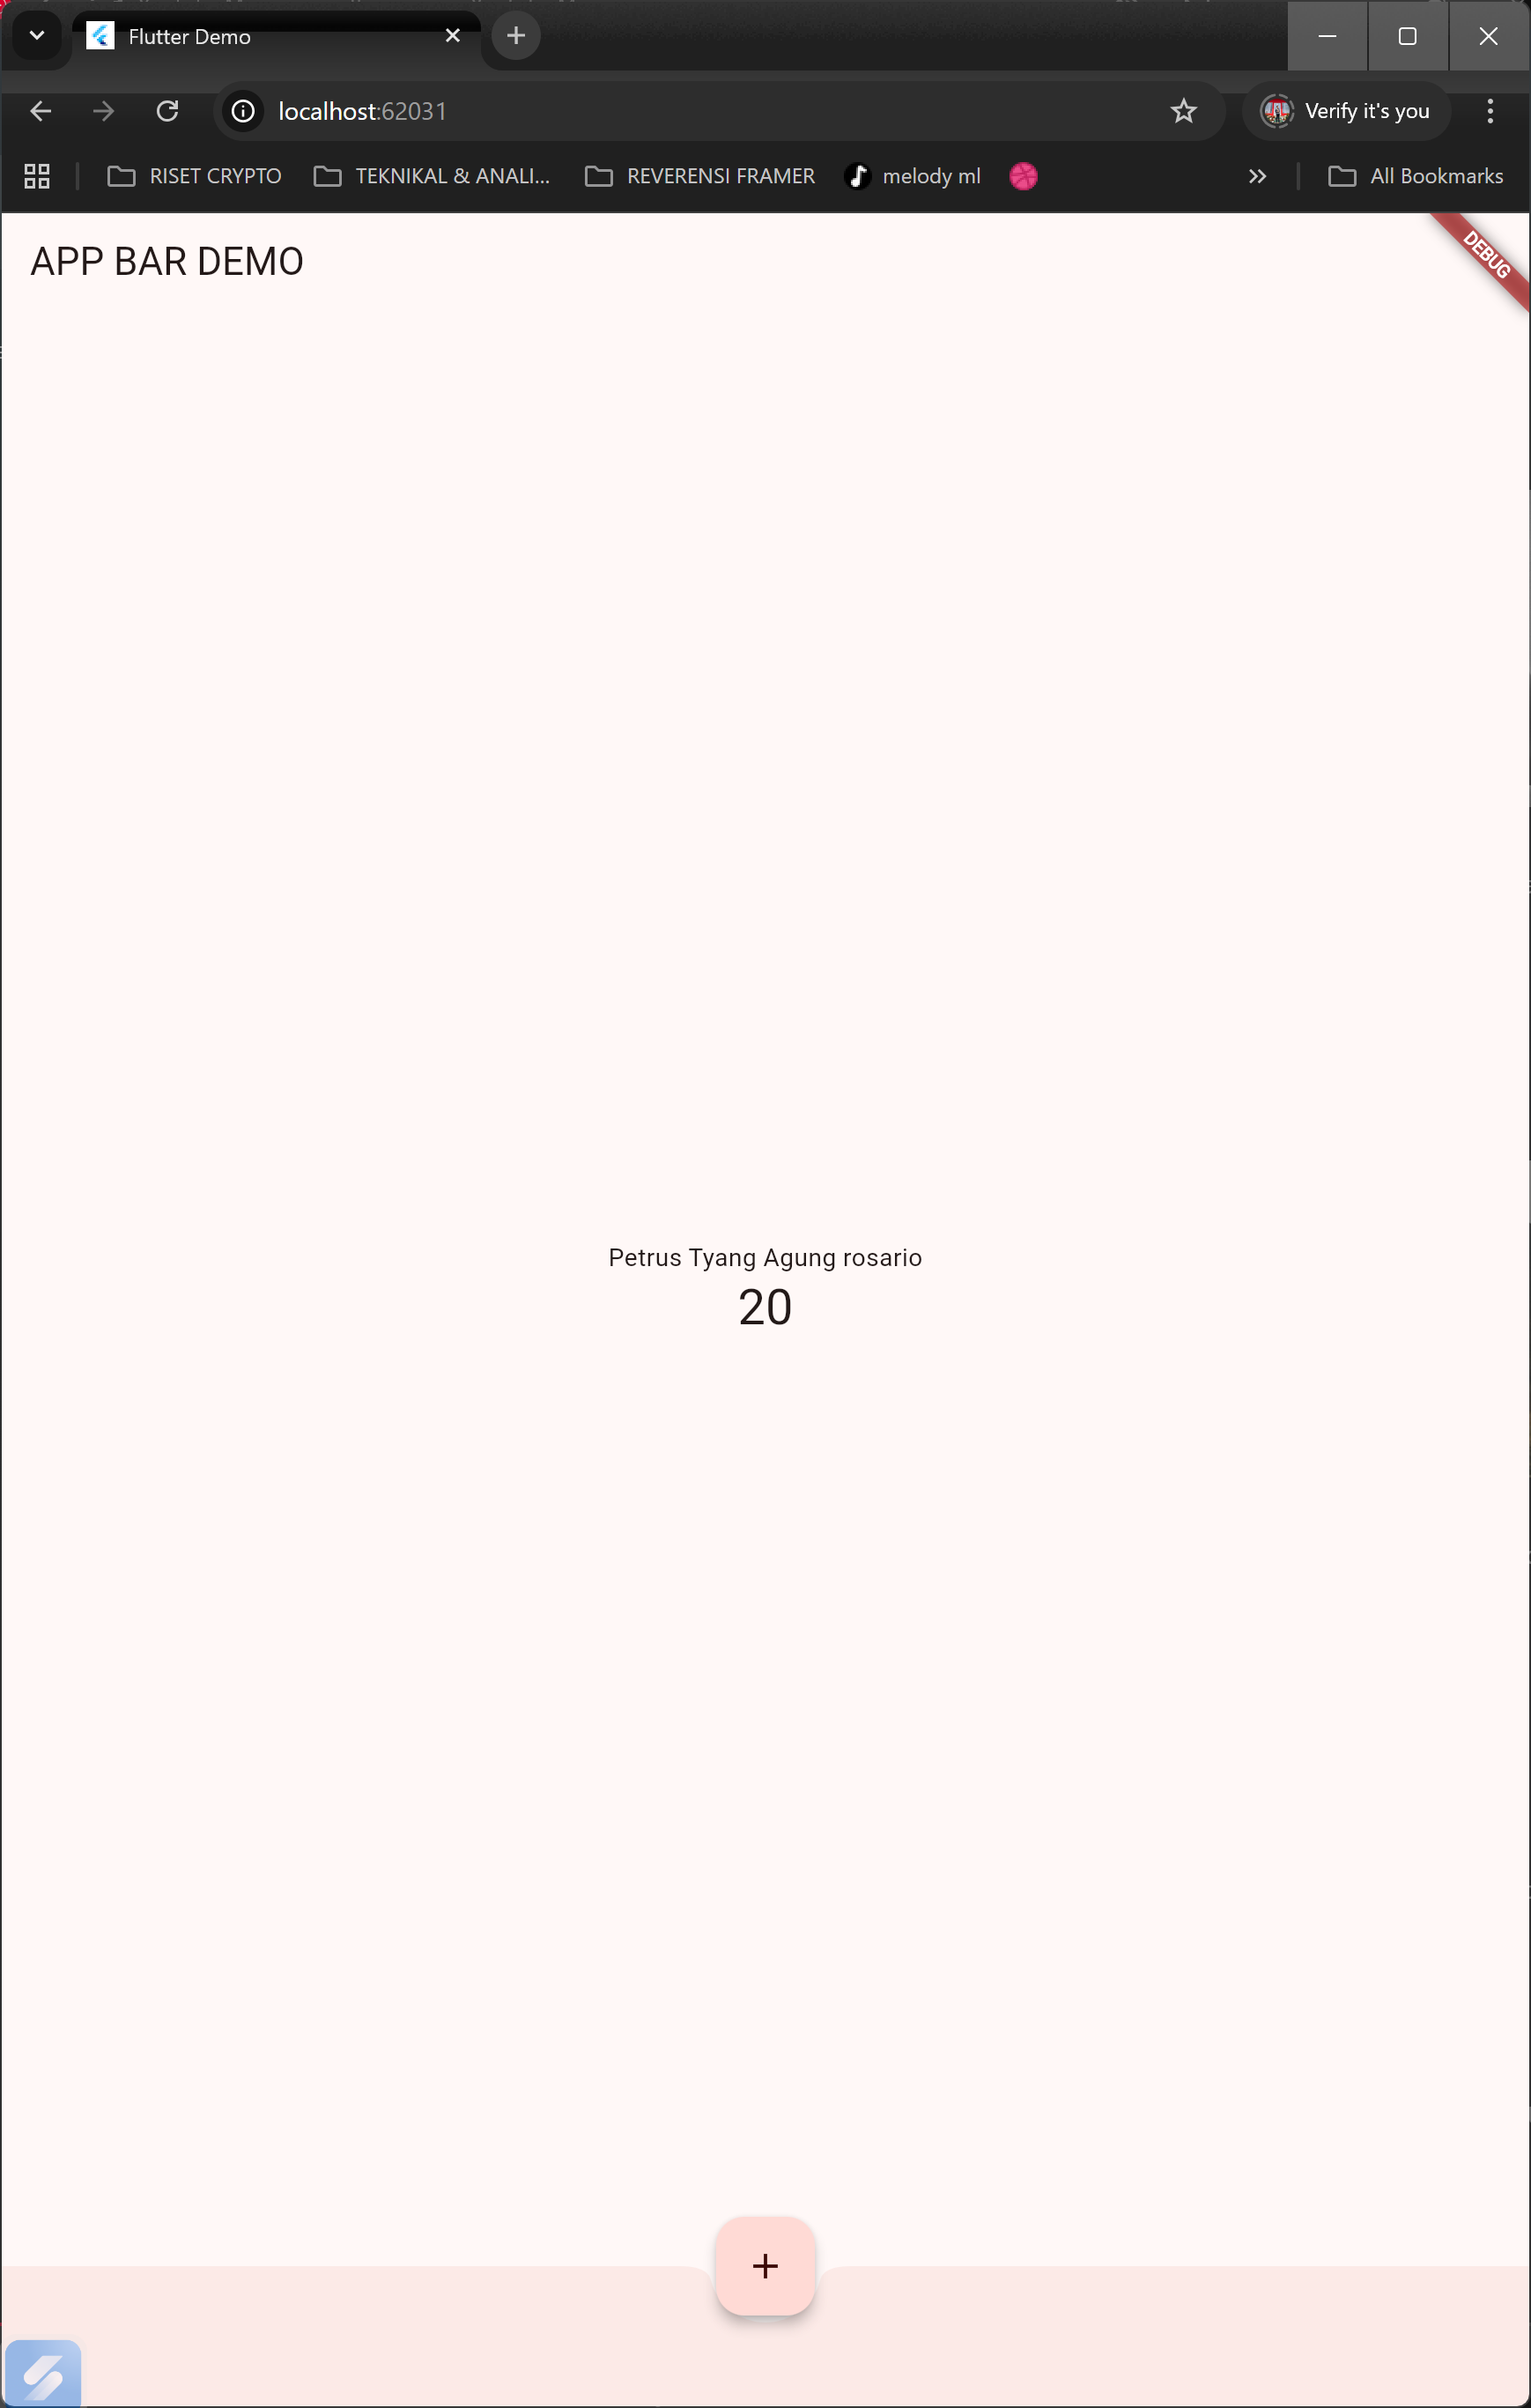 Flutter Demo
localhost:62031
Verify it's you
RISET CRYPTO
TEKNIKAL & ANALI...
REVERENSI FRAMER
melody ml
All Bookmarks
APP BAR DEMO
DEBUG
Petrus Tyang Agung rosario
20